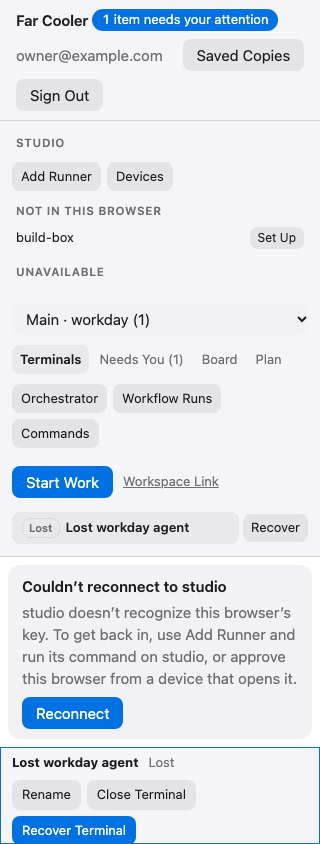 Far Cooler 1 item needs your attention
owner@example.com Saved Copies
Sign Out
STUDIO
Add Runner Devices
NOT IN THIS BROWSER
build-box Set Up
UNAVAILABLE
Main · workday (1)
Terminals Needs You (1) Board Plan
Orchestrator Workflow Runs
Commands
Start Work Workspace Link
Lost Lost workday agent Recover
Couldn’t reconnect to studio
studio doesn’t recognize this browser’s
key. To get back in, use Add Runner and
run its command on studio, or approve
this browser from a device that opens it.
Reconnect
Lost workday agent Lost
Rename Close Terminal
Recover Terminal